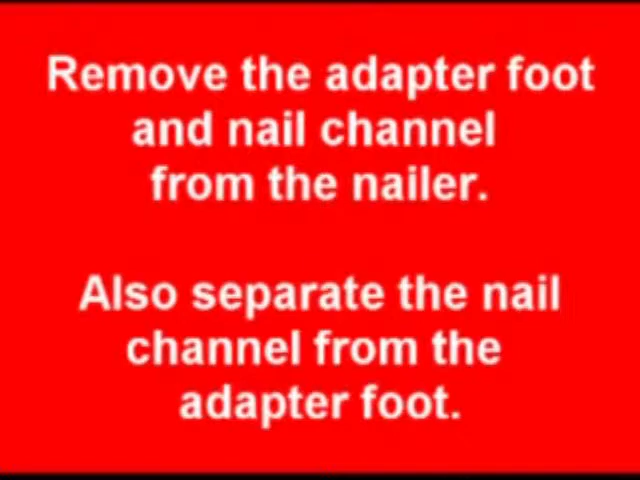 Remove the adapter foot
and nail channel
from the nailer.
Also separate the nail
channel from the
adapter foot.